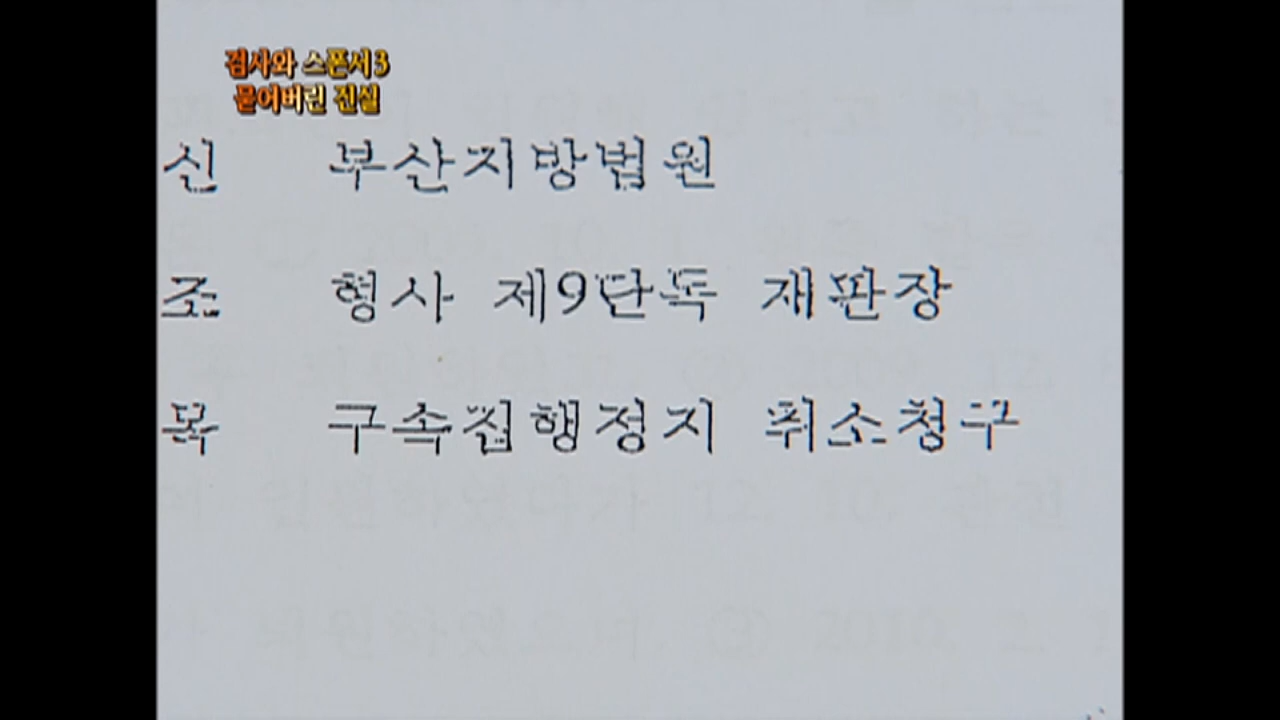 검사와 스폰서3
묻어버린 진실
신 부산지방법원
조 형사 제9단독 재판장
목 구속집행정지 취소청구